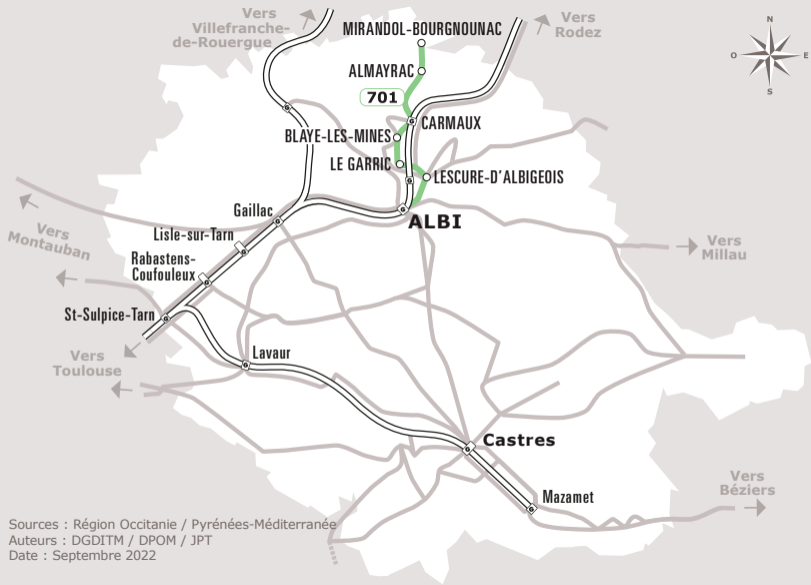 Vers
Villefranche-
de-Rouergue
MIRANDOL-BOURGNOUNAC
Vers
Rodez
N
O
E
S
ALMAYRAC
701
CARMAUX
BLAYE-LES-MINES
LE GARRIC
LESCURE-D'ALBIGEOIS
Gaillac
ALBI
Vers
Montauban
Lisle-sur-Tarn
Vers
Millau
Rabastens-
Coufouleux
St-Sulpice-Tarn
Vers
Toulouse
Lavaur
Castres
Mazamet
Vers
Béziers
Sources : Région Occitanie / Pyrénées-Méditerranée
Auteurs : DGDITM / DPOM / JPT
Date : Septembre 2022